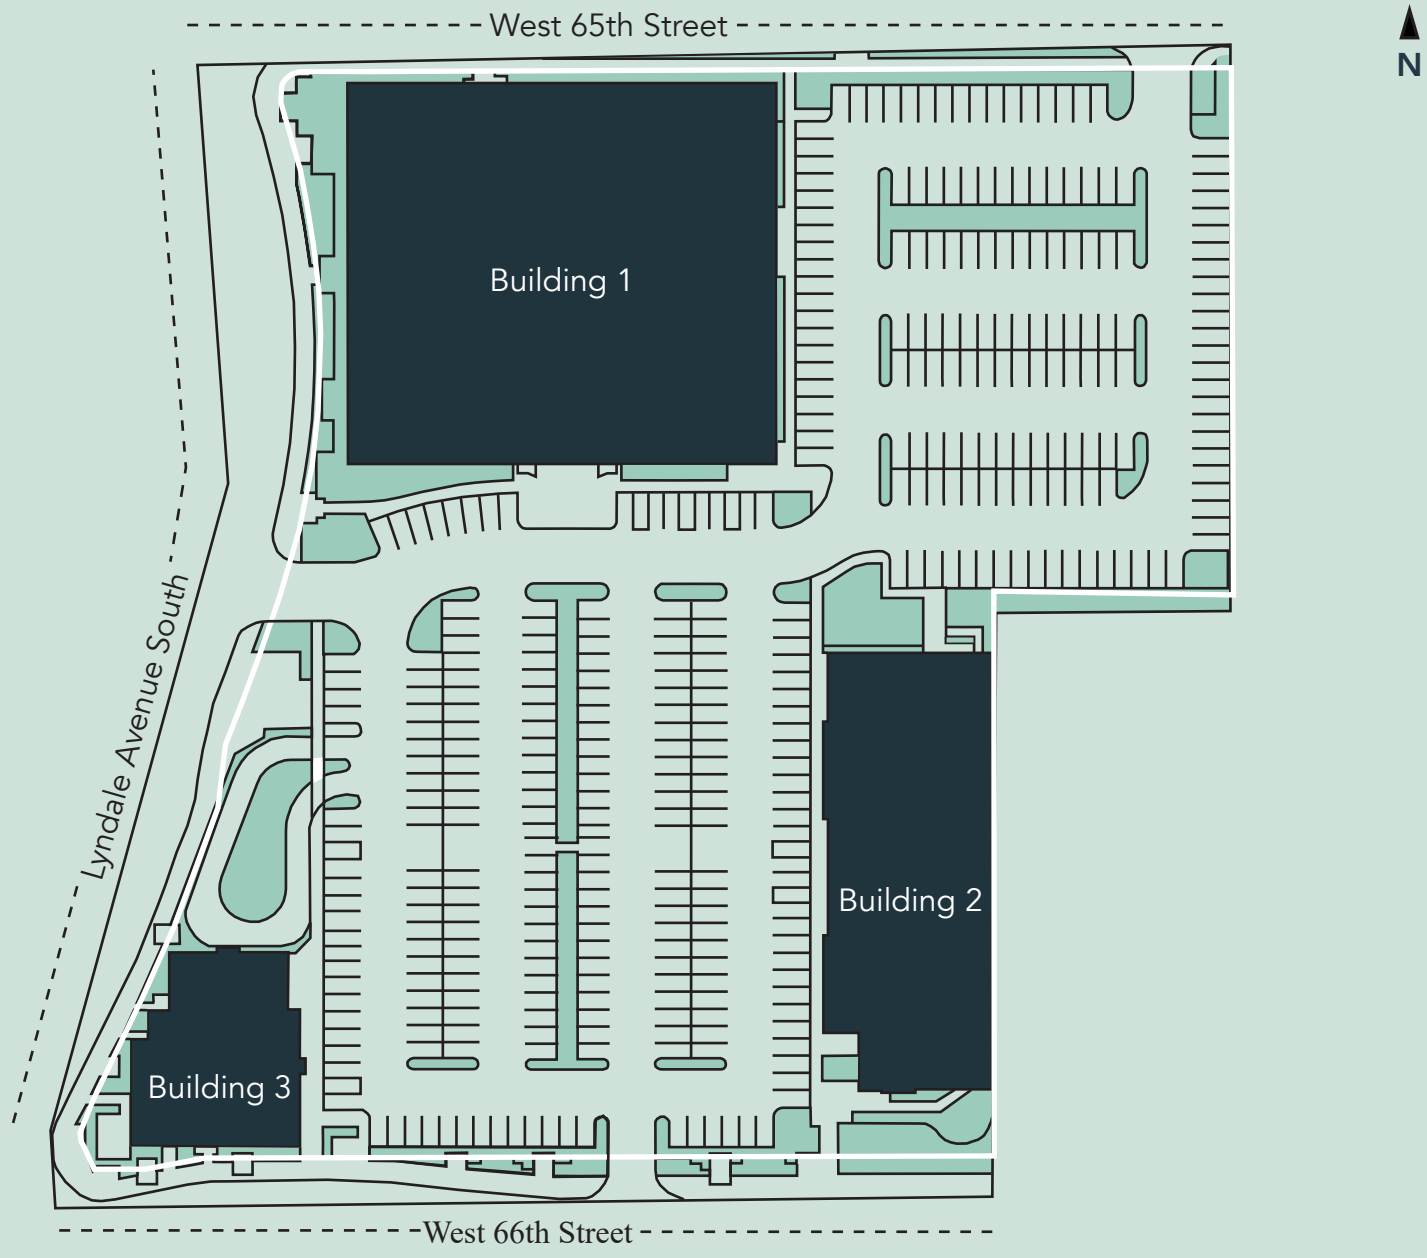 West 65th Street
N
Building 1
Lyndale Avenue South
Building 2
Building 3
West 66th Street